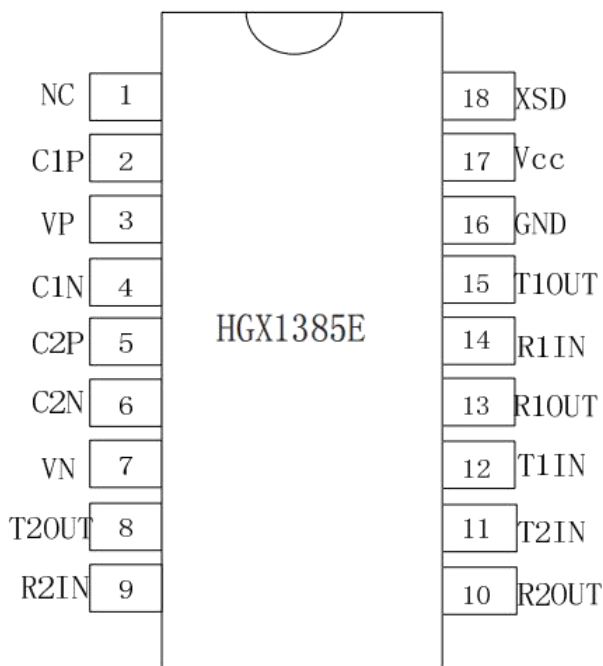 NC 1 18 XSD
C1P 2 17 Vcc
VP 3 16 GND
C1N 4 15 T1OUT
HGX1385E
C2P 5 14 R1IN
C2N 6 13 R1OUT
VN 7 12 T1IN
T2OUT 8 11 T2IN
R2IN 9 10 R2OUT